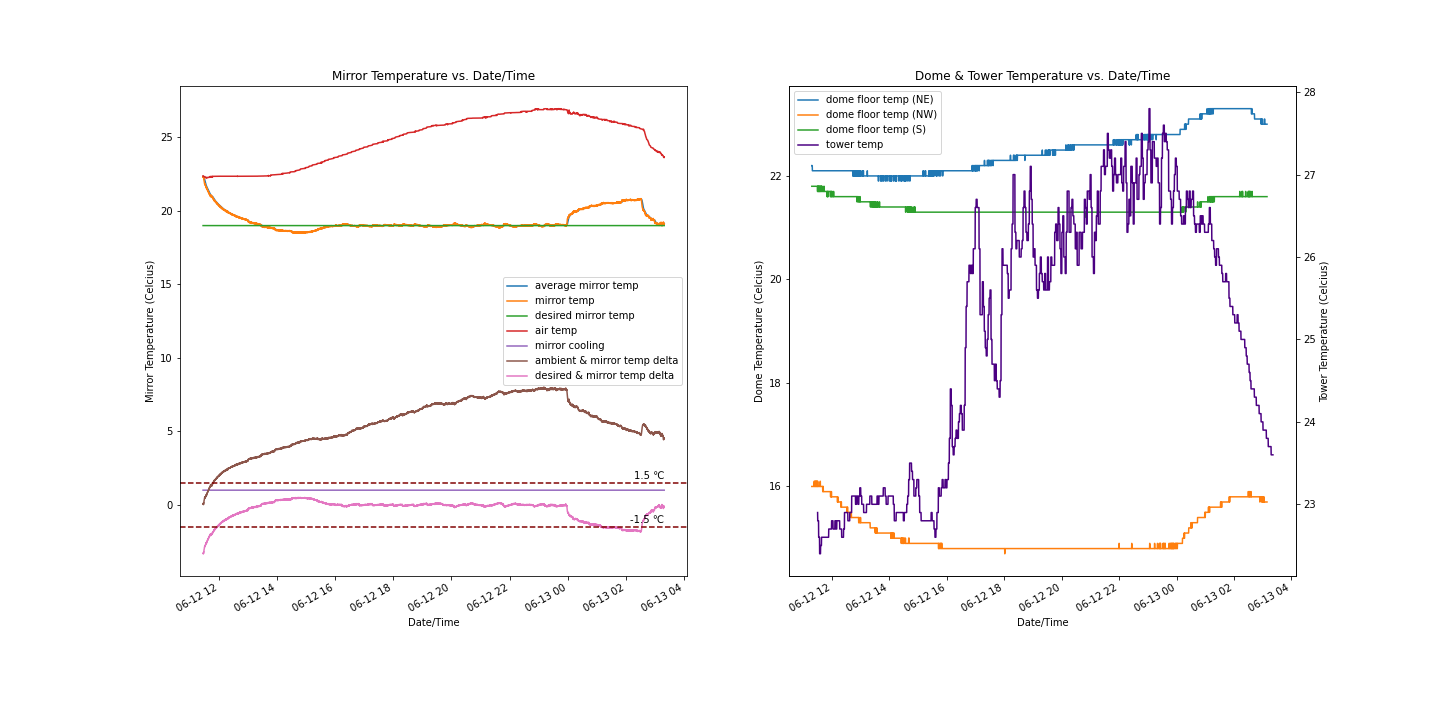 Mirror Temperature vs. Date/Time
Mirror Temperature (Celcius)
25
20
15
10
5
0
average mirror temp
mirror temp
desired mirror temp
air temp
mirror cooling
ambient & mirror temp delta
desired & mirror temp delta
1.5 °C
-1.5 °C
06-12 12
06-12 14
06-12 16
06-12 18
06-12 20
06-12 22
06-13 00
06-13 02
06-13 04
Date/Time
Dome & Tower Temperature vs. Date/Time
Dome Temperature (Celcius)
22
20
18
16
dome floor temp (NE)
dome floor temp (NW)
dome floor temp (S)
tower temp
28
27
26
25
24
23
Tower Temperature (Celcius)
06-12 12
06-12 14
06-12 16
06-12 18
06-12 20
06-12 22
06-13 00
06-13 02
06-13 04
Date/Time